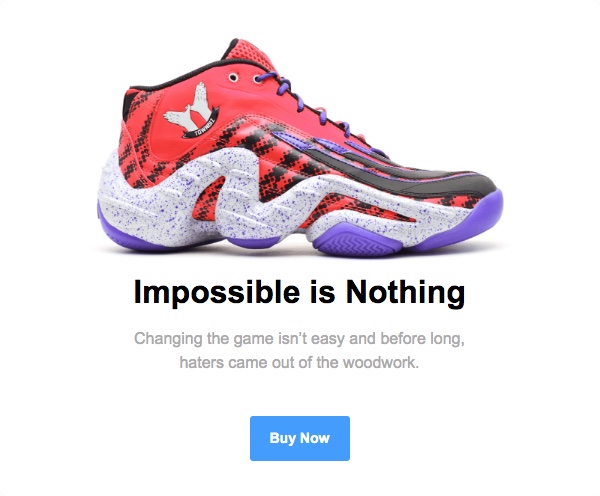 TOWNBIZ
Impossible is Nothing
Changing the game isn’t easy and before long,
haters came out of the woodwork.
Buy Now